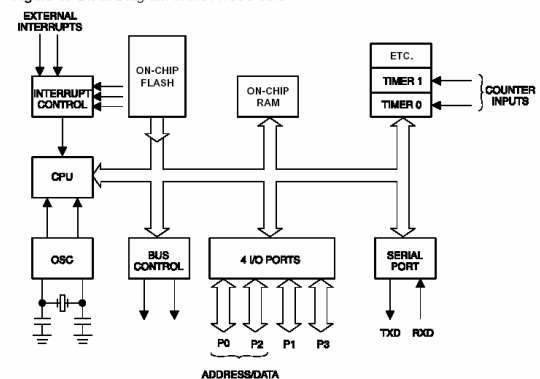 EXTERNAL
INTERRUPTS
INTERRUPT
CONTROL
ON-CHIP
FLASH
ON-CHIP
RAM
ETC.
TIMER 1
TIMER 0
COUNTER
INPUTS
CPU
OSC
BUS
CONTROL
4 I/O PORTS
SERIAL
PORT
P0 P2 P1 P3
TXD RXD
ADDRESS/DATA